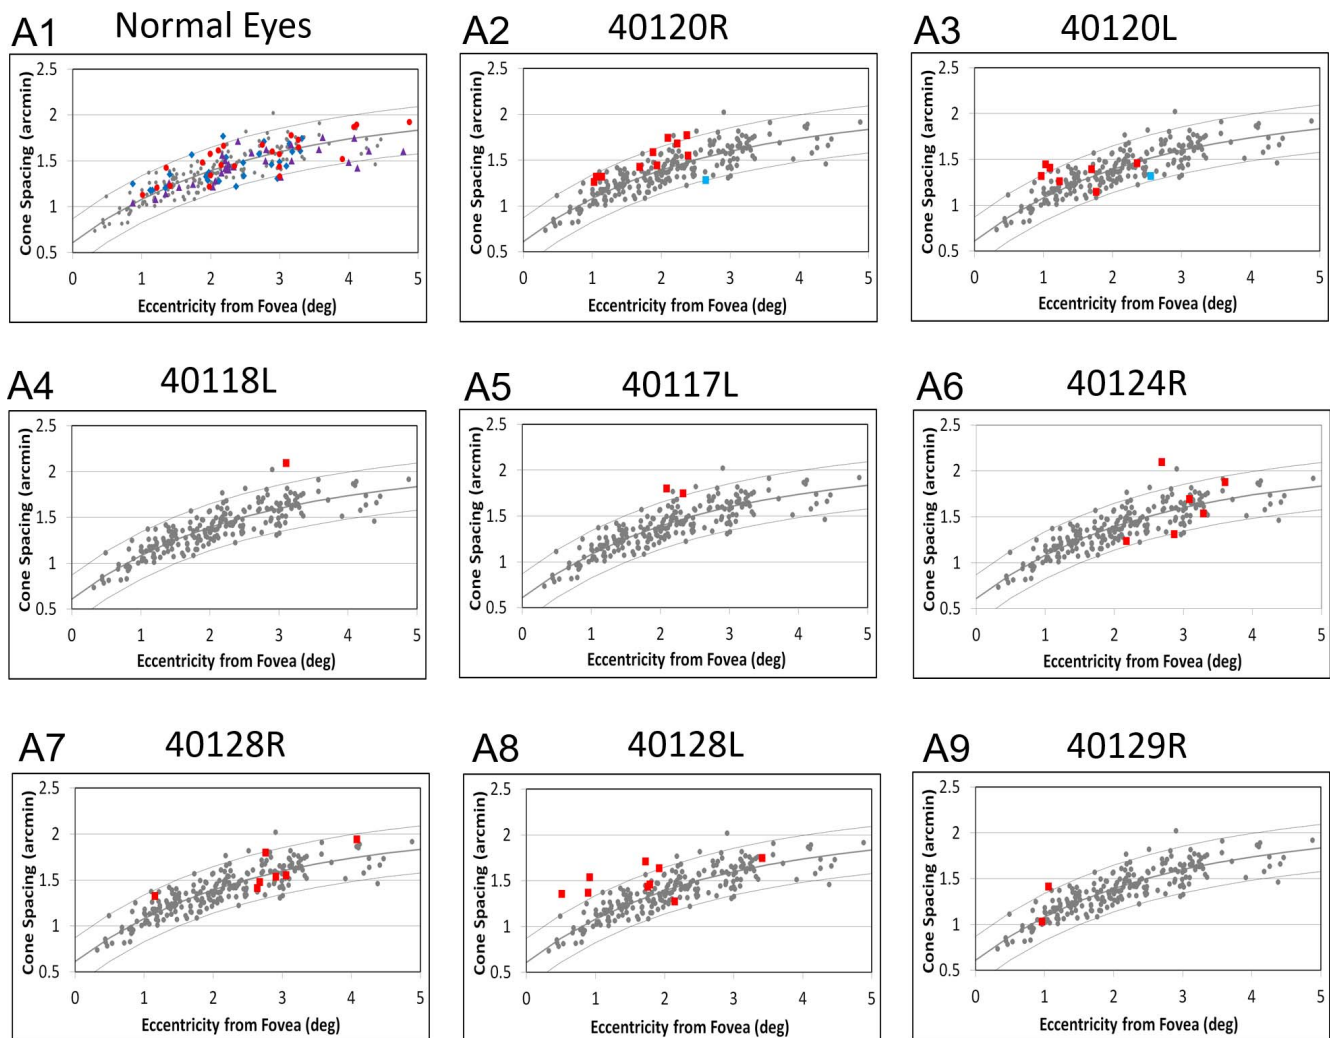 A1 Normal Eyes
A2 40120R
A3 40120L
Cone Spacing (arcmin)
2.5
2
1.5
1
0.5
0 1 2 3 4 5
Eccentricity from Fovea (deg)
Cone Spacing (arcmin)
2.5
2
1.5
1
0.5
0 1 2 3 4 5
Eccentricity from Fovea (deg)
Cone Spacing (arcmin)
2.5
2
1.5
1
0.5
0 1 2 3 4 5
Eccentricity from Fovea (deg)
A4 40118L
A5 40117L
A6 40124R
Cone Spacing (arcmin)
2.5
2
1.5
1
0.5
0 1 2 3 4 5
Eccentricity from Fovea (deg)
Cone Spacing (arcmin)
2.5
2
1.5
1
0.5
0 1 2 3 4 5
Eccentricity from Fovea (deg)
Cone Spacing (arcmin)
2.5
2
1.5
1
0.5
0 1 2 3 4 5
Eccentricity from Fovea (deg)
A7 40128R
A8 40128L
A9 40129R
Cone Spacing (arcmin)
2.5
2
1.5
1
0.5
0 1 2 3 4 5
Eccentricity from Fovea (deg)
Cone Spacing (arcmin)
2.5
2
1.5
1
0.5
0 1 2 3 4 5
Eccentricity from Fovea (deg)
Cone Spacing (arcmin)
2.5
2
1.5
1
0.5
0 1 2 3 4 5
Eccentricity from Fovea (deg)